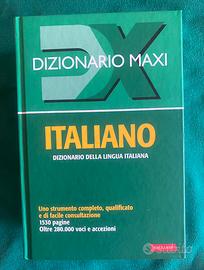 DIZIONARIO MAXI
DX
ITALIANO
DIZIONARIO DELLA LINGUA ITALIANA
Uno strumento completo, qualificato
e di facile consultazione
1530 pagine
Oltre 280.000 voci e accezioni